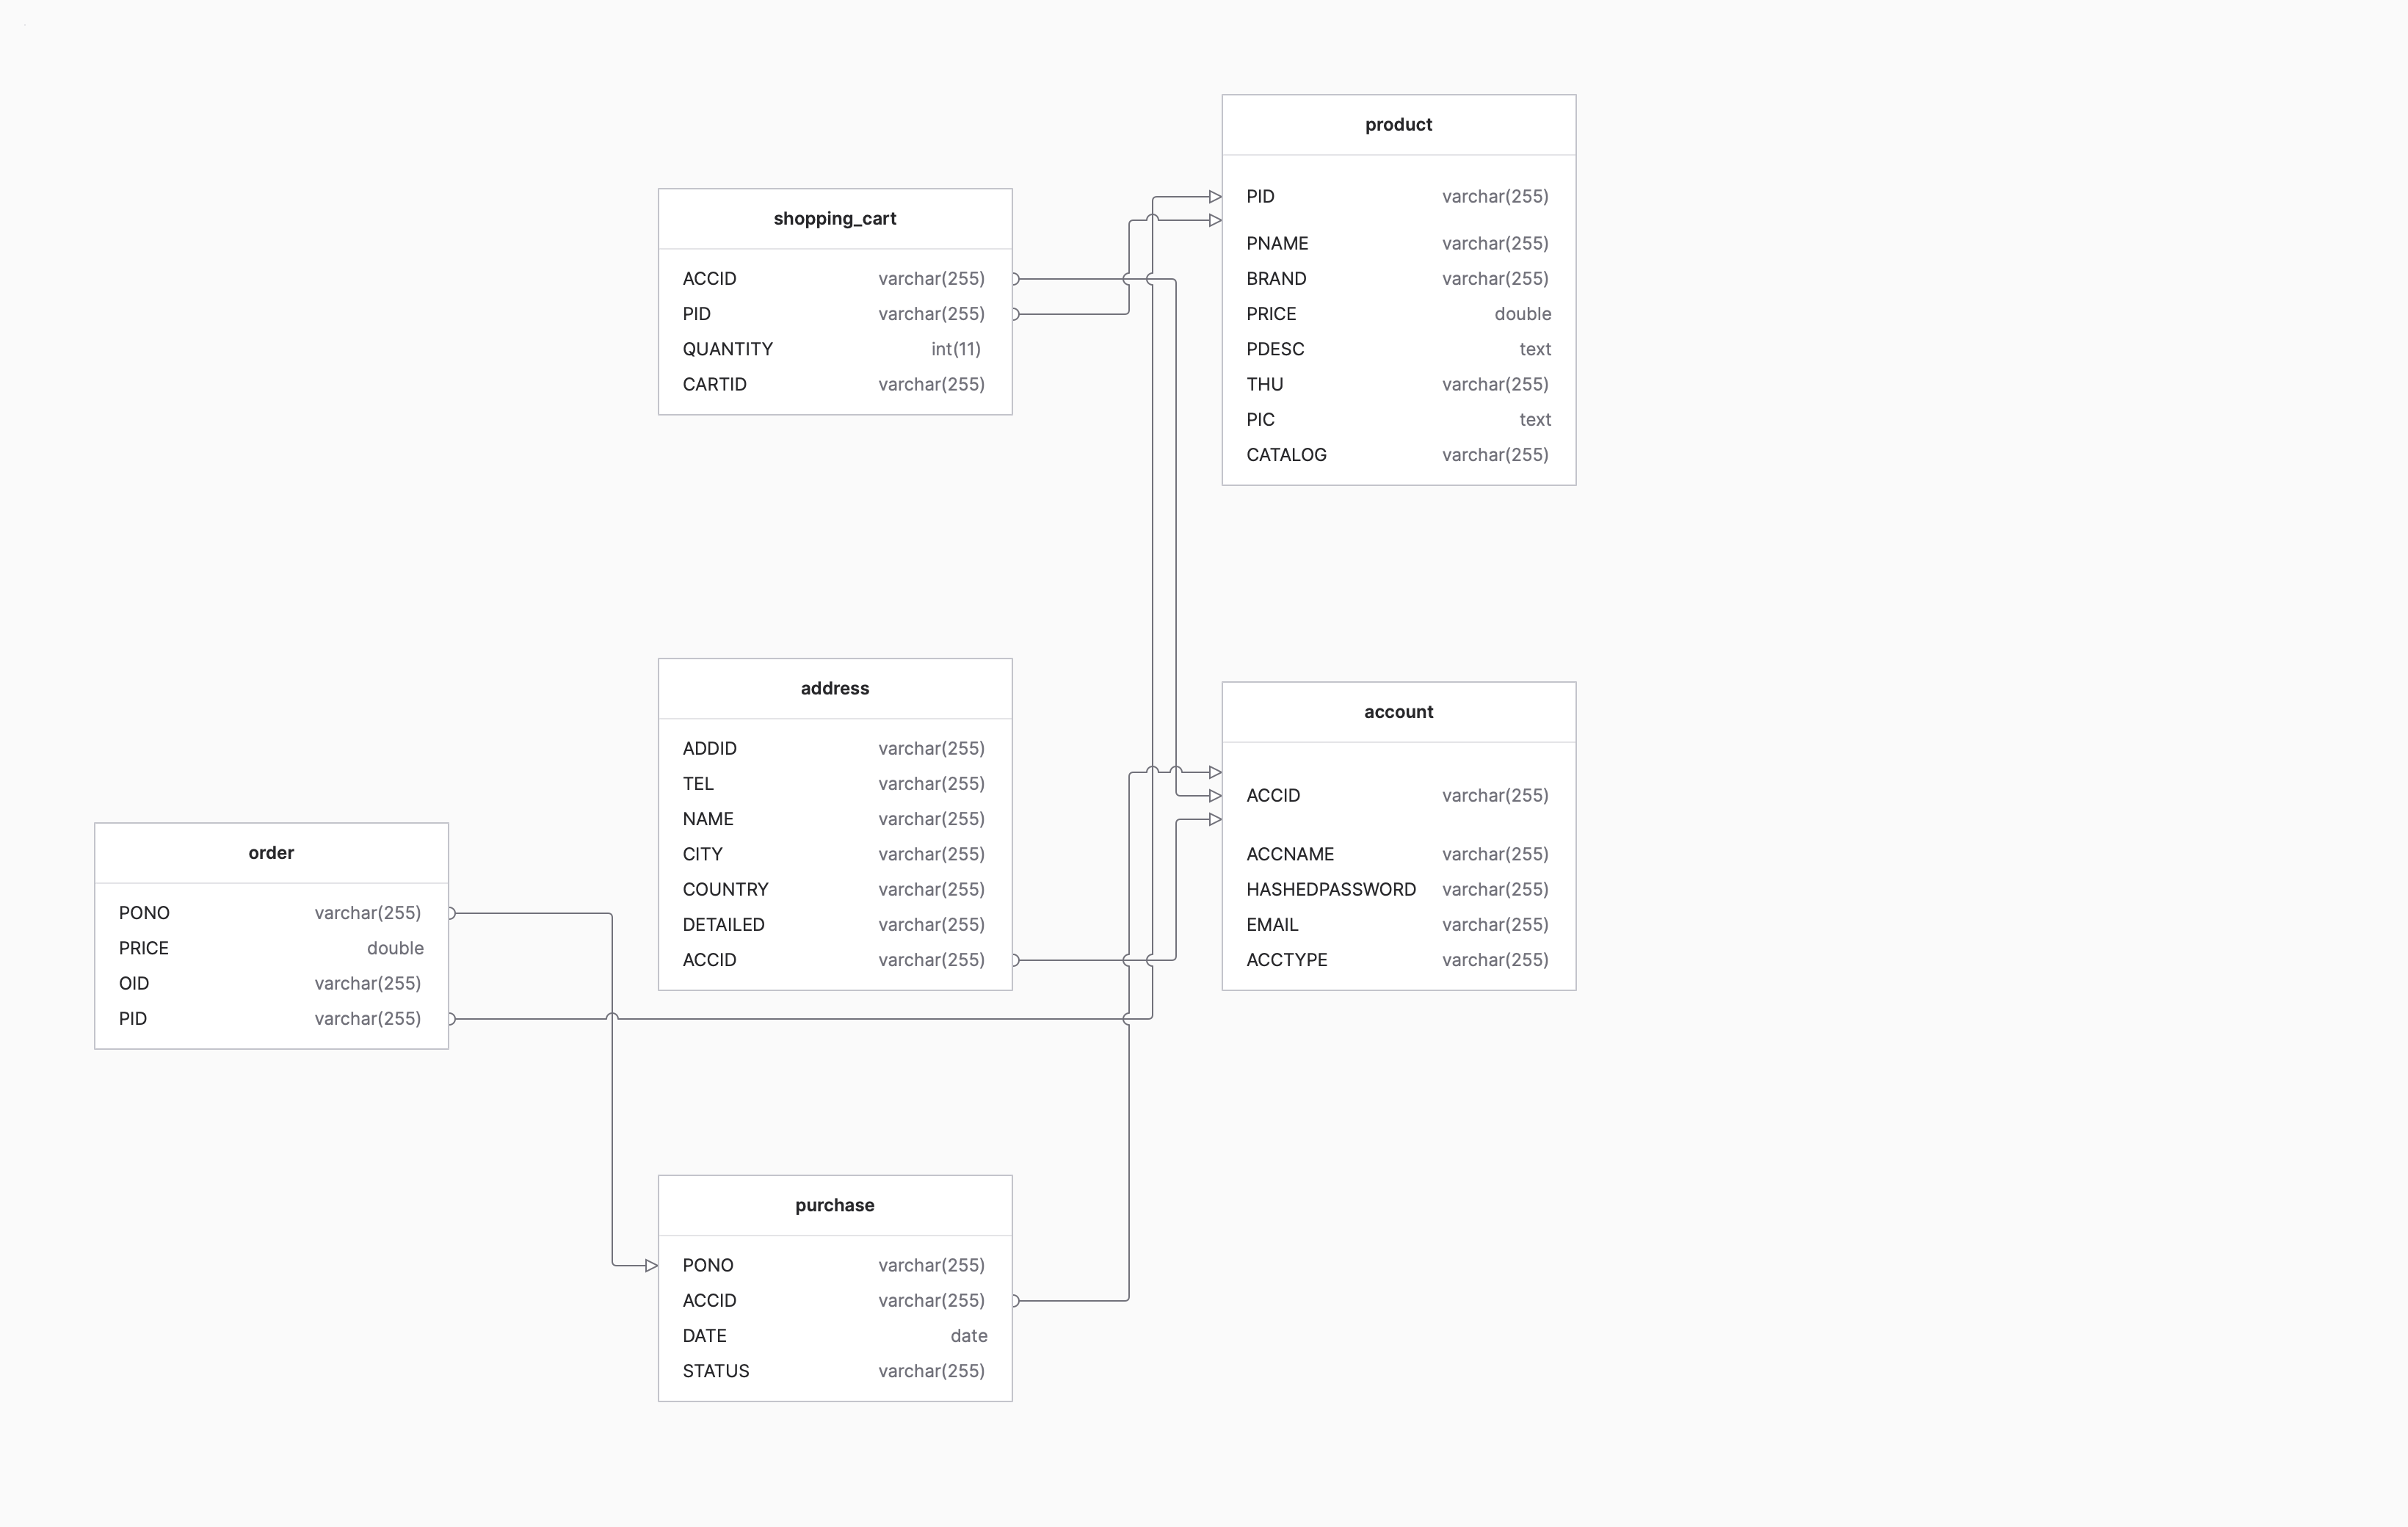 product
PID varchar(255)
PNAME varchar(255)
BRAND varchar(255)
PRICE double
PDESC text
THU varchar(255)
PIC text
CATALOG varchar(255)
shopping_cart
ACCID varchar(255)
PID varchar(255)
QUANTITY int(11)
CARTID varchar(255)
address
ADDID varchar(255)
TEL varchar(255)
NAME varchar(255)
CITY varchar(255)
COUNTRY varchar(255)
DETAILED varchar(255)
ACCID varchar(255)
account
ACCID varchar(255)
ACCNAME varchar(255)
HASHEDPASSWORD varchar(255)
EMAIL varchar(255)
ACCTYPE varchar(255)
order
PONO varchar(255)
PRICE double
OID varchar(255)
PID varchar(255)
purchase
PONO varchar(255)
ACCID varchar(255)
DATE date
STATUS varchar(255)